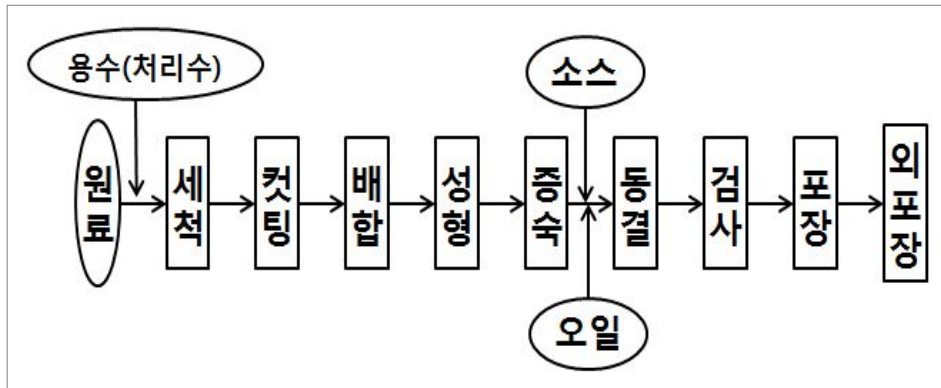 용수(처리수)
소스
원료
세척
컷팅
배합
성형
증숙
동결
검사
포장
외포장
오일